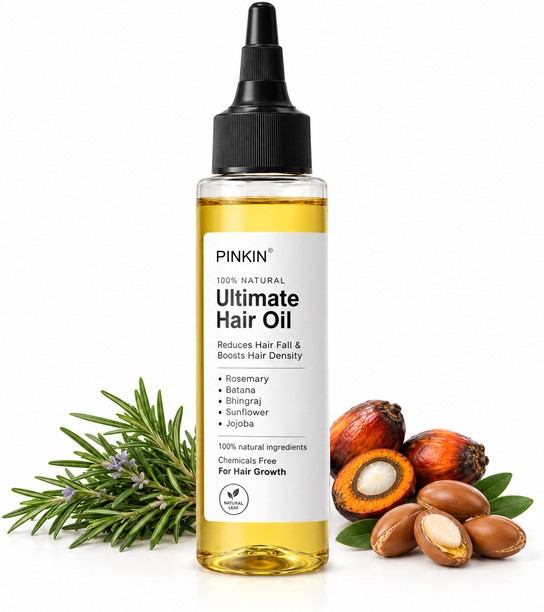 PINKIN®
100% NATURAL
Ultimate
Hair Oil
Reduces Hair Fall &
Boosts Hair Density
• Rosemary
• Batana
• Bhingraj
• Sunflower
• Jojoba
100% natural ingredients
Chemicals Free
For Hair Growth
NATURAL
LEAF